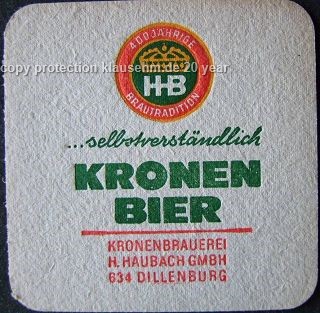 400JÄHRIGE
HB
BRAUTRADITION
copy protection klausehm.de 20 year
...selbstverständlich
KRONEN
BIER
KRONENBRAUEREI
H. HAUBACH GMBH
634 DILLENBURG